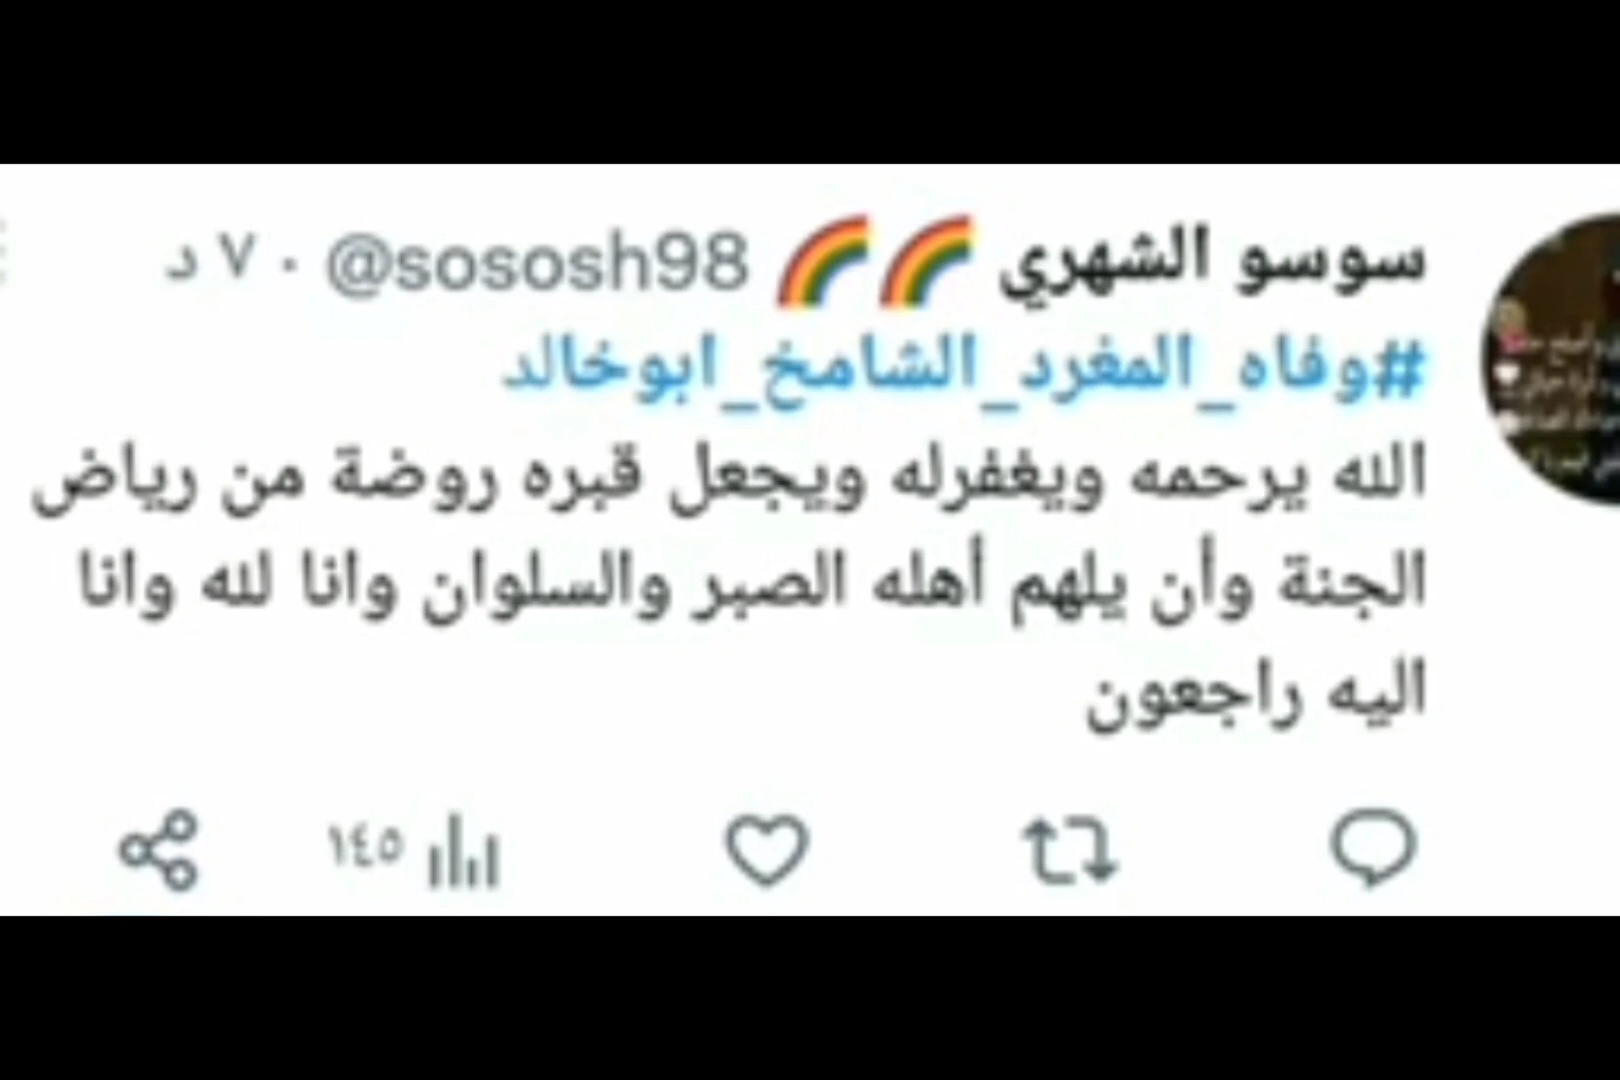 سوسو الشهري 🌈🌈 @sososh98 · ٧ د
#وفاه_المغرد_الشامخ_ابوخالد
الله يرحمه ويغفرله ويجعل قبره روضة من رياض
الجنة وأن يلهم أهله الصبر والسلوان وانا لله وانا
اليه راجعون
١٤٥